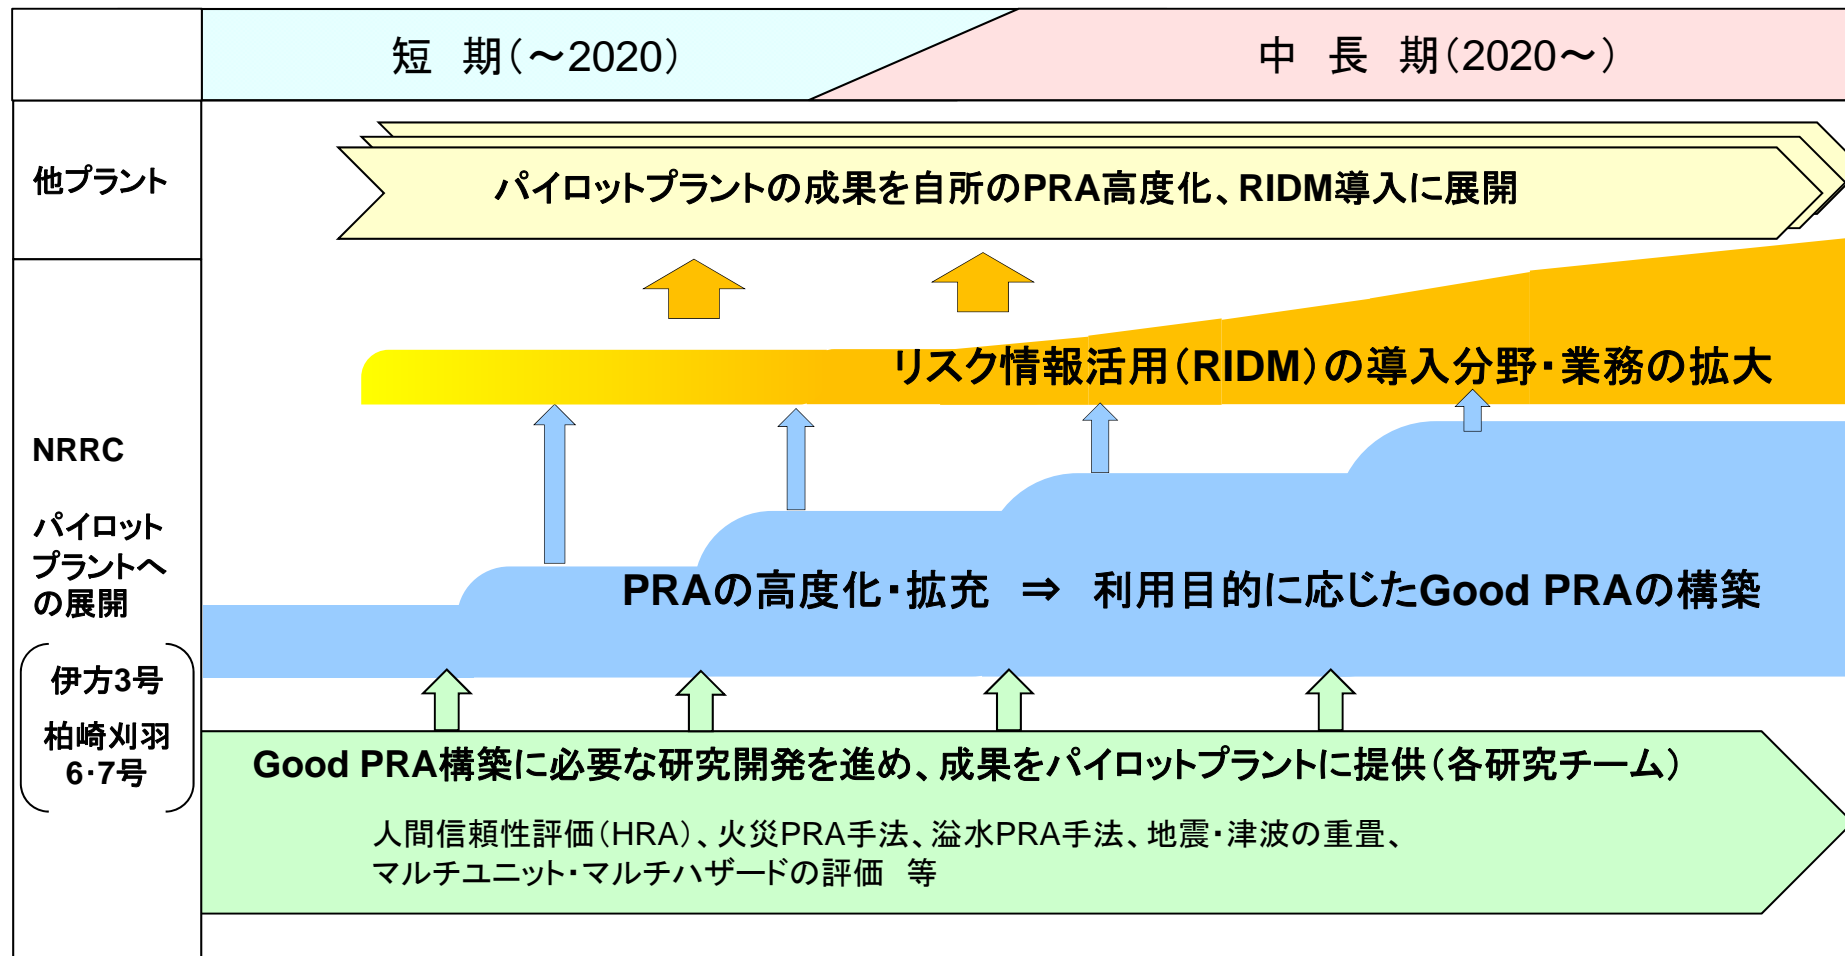 短　期(～2020)
中　長　期(2020～)
他プラント
パイロットプラントの成果を自所のPRA高度化、RIDM導入に展開
リスク情報活用(RIDM)の導入分野・業務の拡大
NRRC
パイロット
プラントへ
の展開
伊方3号
柏崎刈羽
6・7号
PRAの高度化・拡充　⇒　利用目的に応じたGood PRAの構築
Good PRA構築に必要な研究開発を進め、成果をパイロットプラントに提供(各研究チーム)
人間信頼性評価(HRA)、火災PRA手法、溢水PRA手法、地震・津波の重畳、
マルチユニット・マルチハザードの評価　等